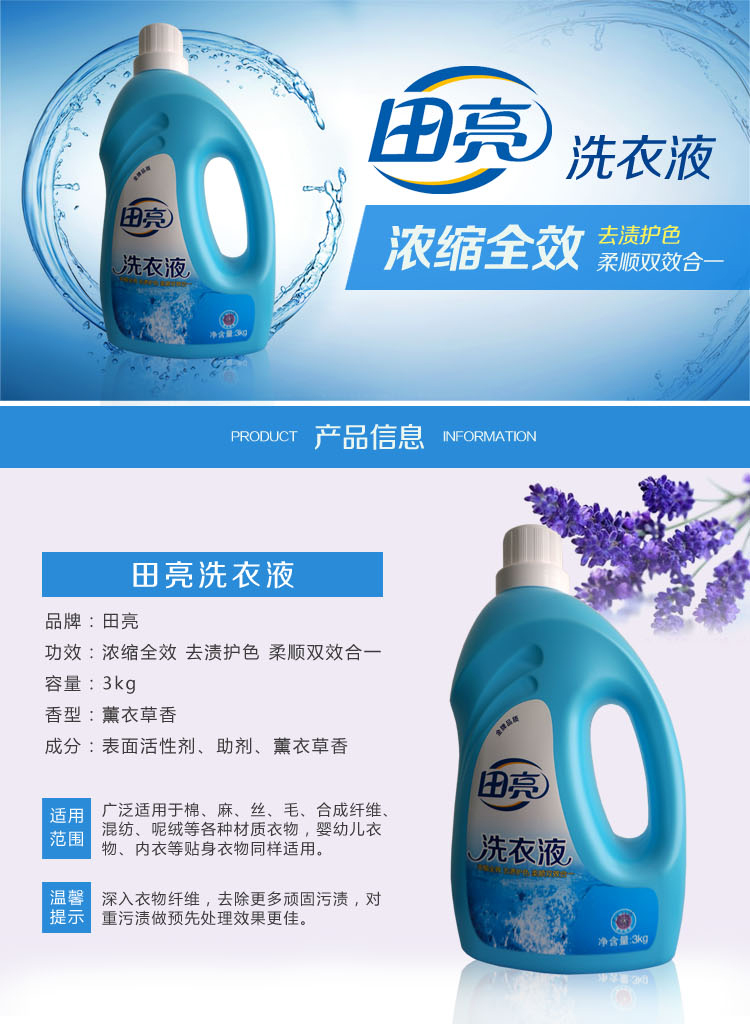 金牌品质
田亮
洗衣液
净含量:3kg
田亮 洗衣液
浓缩全效 去渍护色
柔顺双效合一
PRODUCT 产品信息 INFORMATION
田亮洗衣液
品牌：田亮
功效：浓缩全效 去渍护色 柔顺双效合一
容量：3kg
香型：薰衣草香
成分：表面活性剂、助剂、薰衣草香
适用
范围
广泛适用于棉、麻、丝、毛、合成纤维、
混纺、呢绒等各种材质衣物，婴幼儿衣
物、内衣等贴身衣物同样适用。
温馨
提示
深入衣物纤维，去除更多顽固污渍，对
重污渍做预先处理效果更佳。
金牌品质
田亮
洗衣液
净含量:3kg